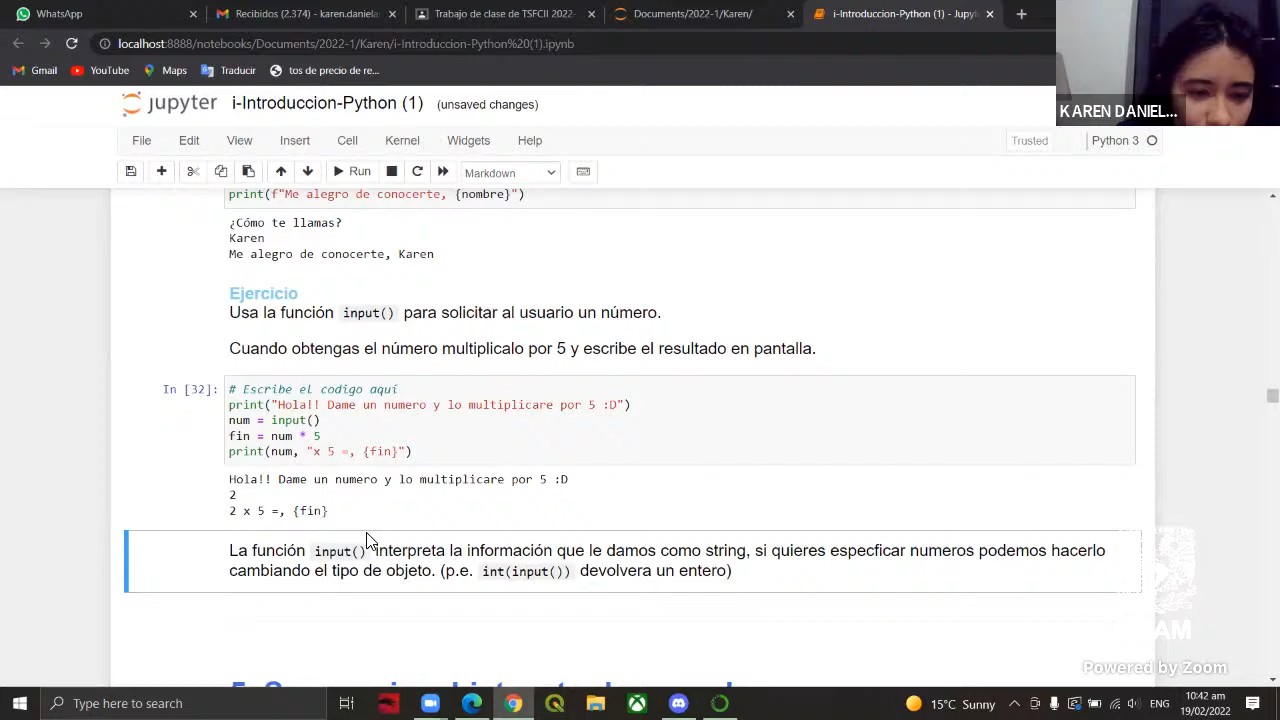 WhatsApp
Recibidos (2.374) - karen.daniela
Trabajo de clase de TSFCII 2022-
Documents/2022-1/Karen/
i-Introduccion-Python (1) - Jupyt
localhost:8888/notebooks/Documents/2022-1/Karen/i-Introduccion-Python%20(1).ipynb
Gmail
YouTube
Maps
Traducir
tos de precio de re...
KAREN DANIEL...
jupyter
i-Introduccion-Python (1)
(unsaved changes)
File Edit View Insert Cell Kernel Widgets Help
Trusted
Python 3
Run
Markdown
print(f"Me alegro de conocerte, {nombre}")
¿Cómo te llamas?
Karen
Me alegro de conocerte, Karen
Ejercicio
Usa la función input() para solicitar al usuario un número.
Cuando obtengas el número multiplicalo por 5 y escribe el resultado en pantalla.
In [32]:
# Escribe el codigo aquí
print("Hola!! Dame un numero y lo multiplicare por 5 :D")
num = input()
fin = num * 5
print(num, "x 5 =, {fin}")
Hola!! Dame un numero y lo multiplicare por 5 :D
2
2 x 5 =, {fin}
La función input() interpreta la información que le damos como string, si quieres especficar numeros podemos hacerlo
cambiando el tipo de objeto. (p.e. int(input()) devolvera un entero)
Powered by Zoom
Type here to search
15°C Sunny
ENG
10:42 am
19/02/2022